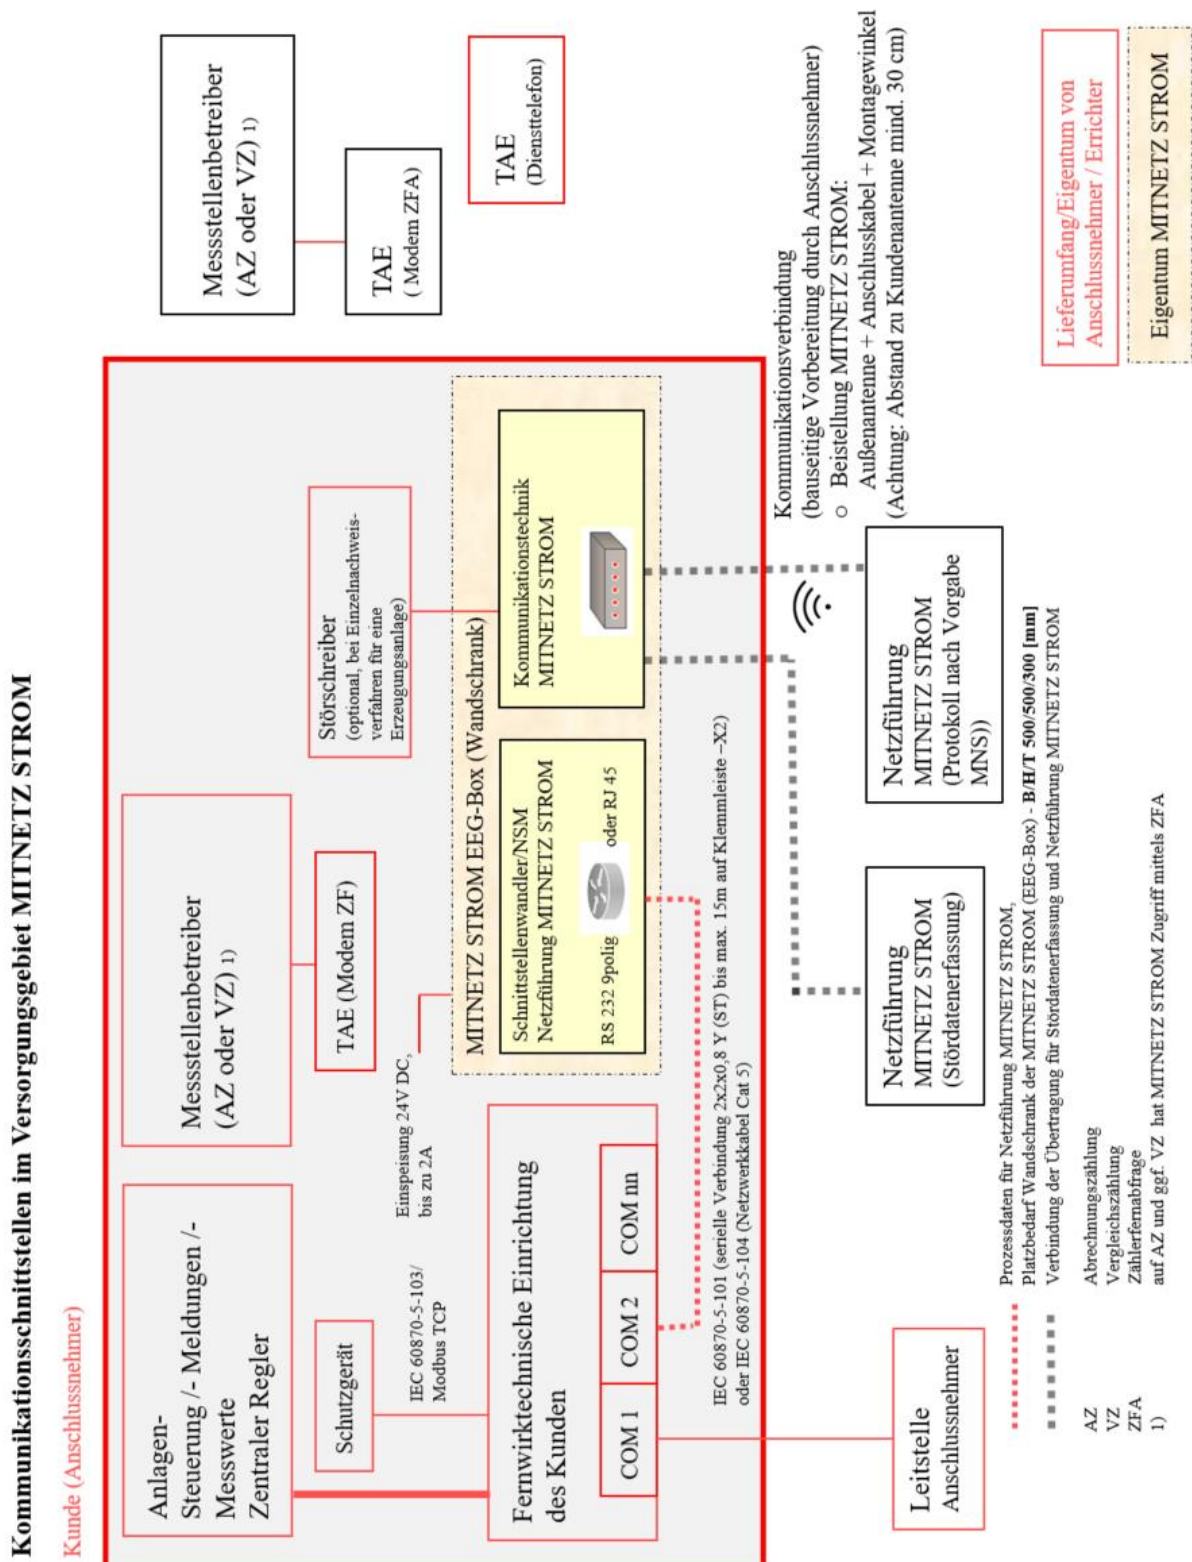 Kommunikationsschnittstellen im Versorgungsgebiet MITNETZ STROM
Kunde (Anschlussnehmer)
Anlagen-
Steuerung /- Meldungen /-
Messwerte
Zentraler Regler
Messstellenbetreiber
(AZ oder VZ) 1)
TAE (Modem ZF)
Messstellenbetreiber
(AZ oder VZ) 1)
TAE
( Modem ZFA)
TAE
(Diensttelefon)
Schutzgerät
IEC 60870-5-103/
Modbus TCP
Einspeisung 24V DC,
bis zu 2A
Störschreiber
(optional, bei Einzelnachweis-
verfahren für eine
Erzeugungsanlage)
MITNETZ STROM EEG-Box (Wandschrank)
Fernwirktechnische Einrichtung
des Kunden
COM 1
COM 2
COM nn
Schnittstellenwandler/NSM
Netzführung MITNETZ STROM
RS 232 9polig
oder RJ 45
Kommunikationstechnik
MITNETZ STROM
IEC 60870-5-101 (serielle Verbindung 2x2x0,8 Y (ST) bis max. 15m auf Klemmleiste –X2)
oder IEC 60870-5-104 (Netzwerkkabel Cat 5)
Kommunikationsverbindung
(bauseitige Vorbereitung durch Anschlussnehmer)
○ Beistellung MITNETZ STROM:
Außenantenne + Anschlusskabel + Montagewinkel
(Achtung: Abstand zu Kundenantenne mind. 30 cm)
Leitstelle
Anschlussnehmer
Netzführung
MITNETZ STROM
(Stördatenerfassung)
Netzführung
MITNETZ STROM
(Protokoll nach Vorgabe
MNS))
Prozessdaten für Netzführung MITNETZ STROM,
Platzbedarf Wandschrank der MITNETZ STROM (EEG-Box) - B/H/T 500/500/300 [mm]
Verbindung der Übertragung für Stördatenerfassung und Netzführung MITNETZ STROM
AZ Abrechnungszählung
VZ Vergleichszählung
ZFA Zählerfernabfrage
1) auf AZ und ggf. VZ hat MITNETZ STROM Zugriff mittels ZFA
Lieferumfang/Eigentum von
Anschlussnehmer / Errichter
Eigentum MITNETZ STROM